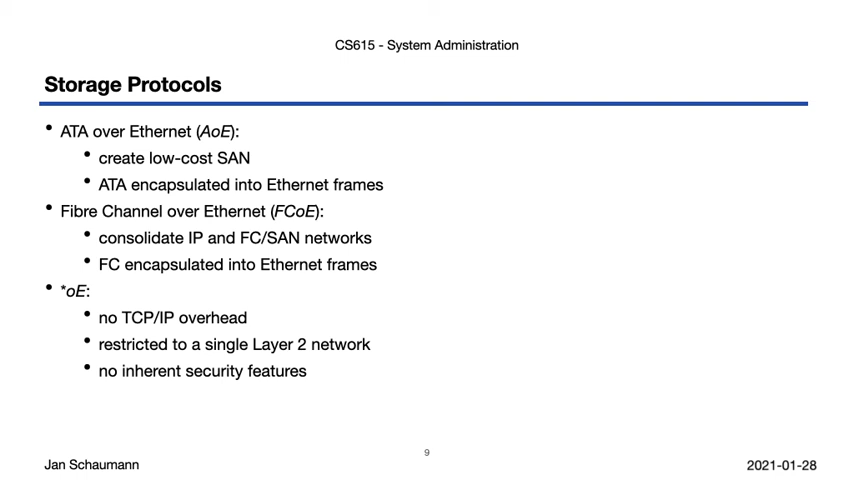 CS615 - System Administration
Storage Protocols
• ATA over Ethernet (AoE):
• create low-cost SAN
• ATA encapsulated into Ethernet frames
• Fibre Channel over Ethernet (FCoE):
• consolidate IP and FC/SAN networks
• FC encapsulated into Ethernet frames
• *oE:
• no TCP/IP overhead
• restricted to a single Layer 2 network
• no inherent security features
9
Jan Schaumann
2021-01-28